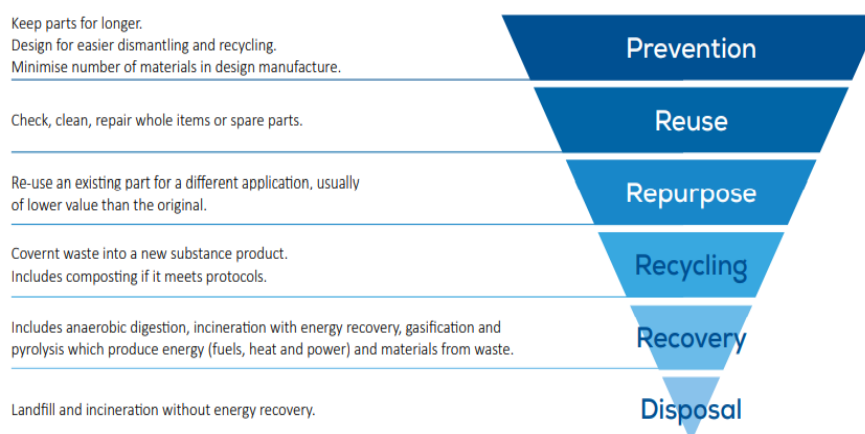 Keep parts for longer.
Design for easier dismantling and recycling.
Minimise number of materials in design manufacture.
Prevention
Check, clean, repair whole items or spare parts.
Reuse
Re-use an existing part for a different application, usually
of lower value than the original.
Repurpose
Covernt waste into a new substance product.
Includes composting if it meets protocols.
Recycling
Includes anaerobic digestion, incineration with energy recovery, gasification and
pyrolysis which produce energy (fuels, heat and power) and materials from waste.
Recovery
Landfill and incineration without energy recovery.
Disposal